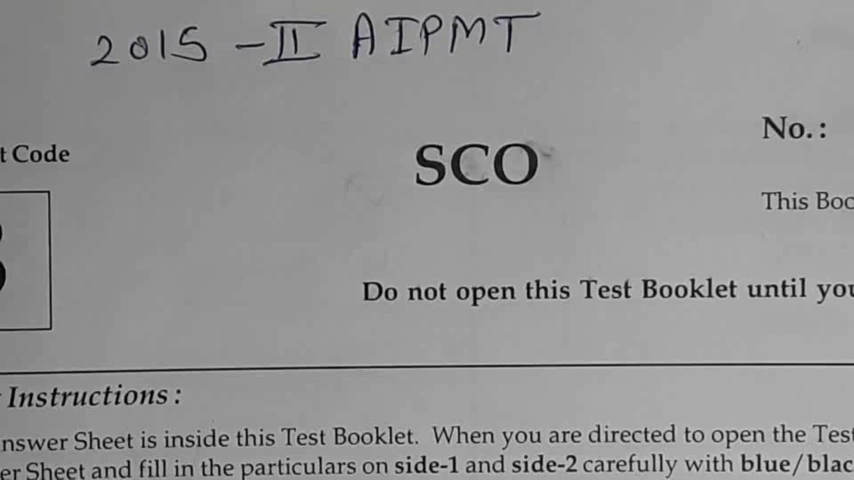 2015 - II AIPMT
No. :
t Code
SCO
This Boo
Do not open this Test Booklet until you
Instructions :
nswer Sheet is inside this Test Booklet. When you are directed to open the Test
er Sheet and fill in the particulars on side-1 and side-2 carefully with blue/blac